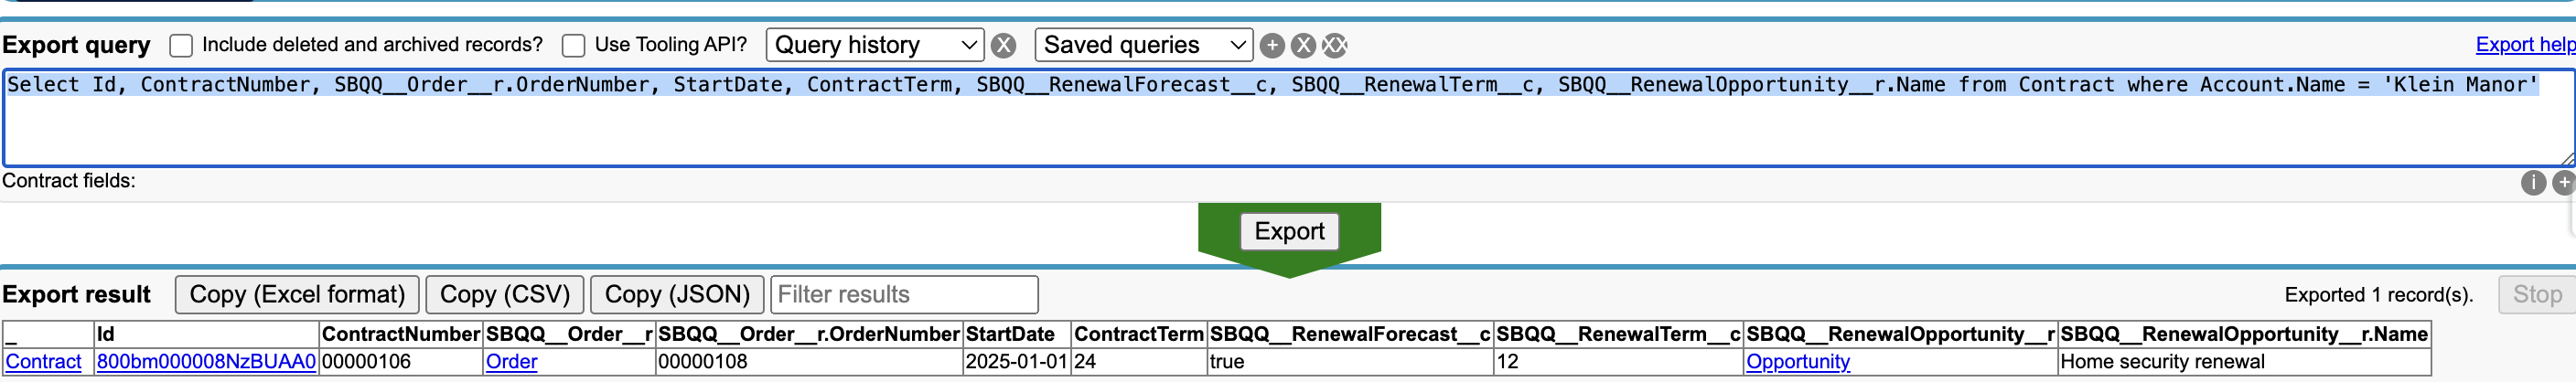 Export query Include deleted and archived records? Use Tooling API? Query history X Saved queries + X XX Export help
Select Id, ContractNumber, SBQQ__Order__r.OrderNumber, StartDate, ContractTerm, SBQQ__RenewalForecast__c, SBQQ__RenewalTerm__c, SBQQ__RenewalOpportunity__r.Name from Contract where Account.Name = 'Klein Manor'
Contract fields: i +
Export
Export result Copy (Excel format) Copy (CSV) Copy (JSON) Filter results Exported 1 record(s). Stop
_ Id ContractNumber SBQQ__Order__r SBQQ__Order__r.OrderNumber StartDate ContractTerm SBQQ__RenewalForecast__c SBQQ__RenewalTerm__c SBQQ__RenewalOpportunity__r SBQQ__RenewalOpportunity__r.Name
Contract 800bm000008NzBUAA0 00000106 Order 00000108 2025-01-01 24 true 12 Opportunity Home security renewal